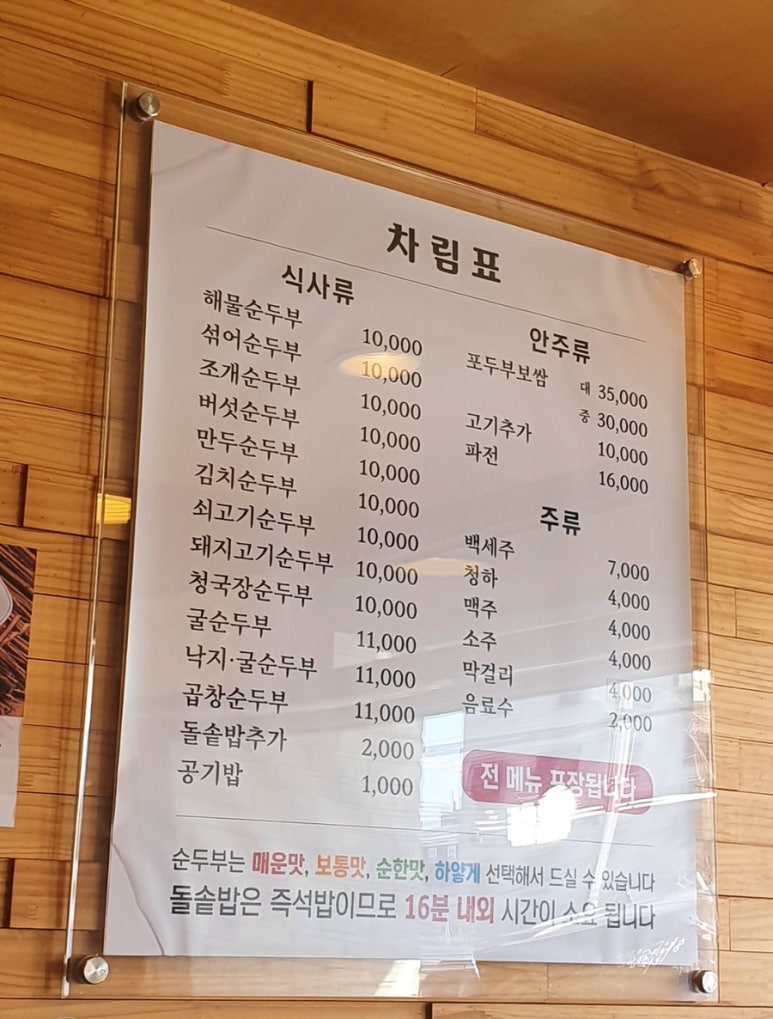 차림표
식사류
해물순두부 10,000
섞어순두부 10,000
조개순두부 10,000
버섯순두부 10,000
만두순두부 10,000
김치순두부 10,000
쇠고기순두부 10,000
돼지고기순두부 10,000
청국장순두부 10,000
굴순두부 11,000
낙지·굴순두부 11,000
곱창순두부 11,000
돌솥밥추가 2,000
공기밥 1,000
안주류
포두부보쌈 대 35,000
중 30,000
고기추가 10,000
파전 16,000
주류
백세주 7,000
청하 4,000
맥주 4,000
소주 4,000
막걸리 4,000
음료수 2,000
전 메뉴 포장됩니다
순두부는 매운맛, 보통맛, 순한맛, 하얗게 선택해서 드실 수 있습니다
돌솥밥은 즉석밥이므로 16분 내외 시간이 소요 됩니다